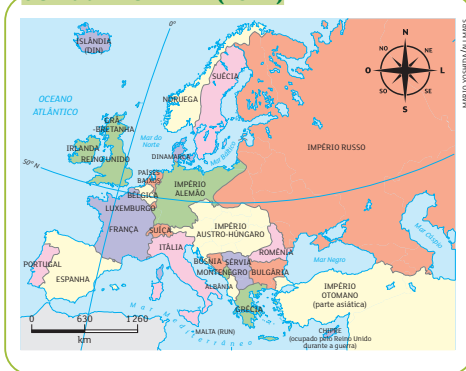 ISLÂNDIA
(DIN)
0°
N
NO
NE
O
L
SO
SE
S
SUÉCIA
NORUEGA
OCEANO
ATLÂNTICO
GRÃ
-BRETANHA
Mar do
Norte
IRLANDA
REINO UNIDO
DINAMARCA
Mar Báltico
IMPÉRIO RUSSO
50° N
PAÍSES
BAIXOS
IMPÉRIO
ALEMÃO
BÉLGICA
LUXEMBURGO
FRANÇA
SUÍÇA
IMPÉRIO
AUSTRO-HÚNGARO
Mar Cáspio
ITÁLIA
ROMÊNIA
BÓSNIA
SÉRVIA
Mar Negro
MONTENEGRO
BULGÁRIA
PORTUGAL
ESPANHA
ALBÂNIA
IMPÉRIO
OTOMANO
(parte asiática)
GRÉCIA
Mar Mediterrâneo
0 630 1 260
km
MALTA (RUN)
CHIPRE
(ocupado pelo Reino Unido
durante a guerra)